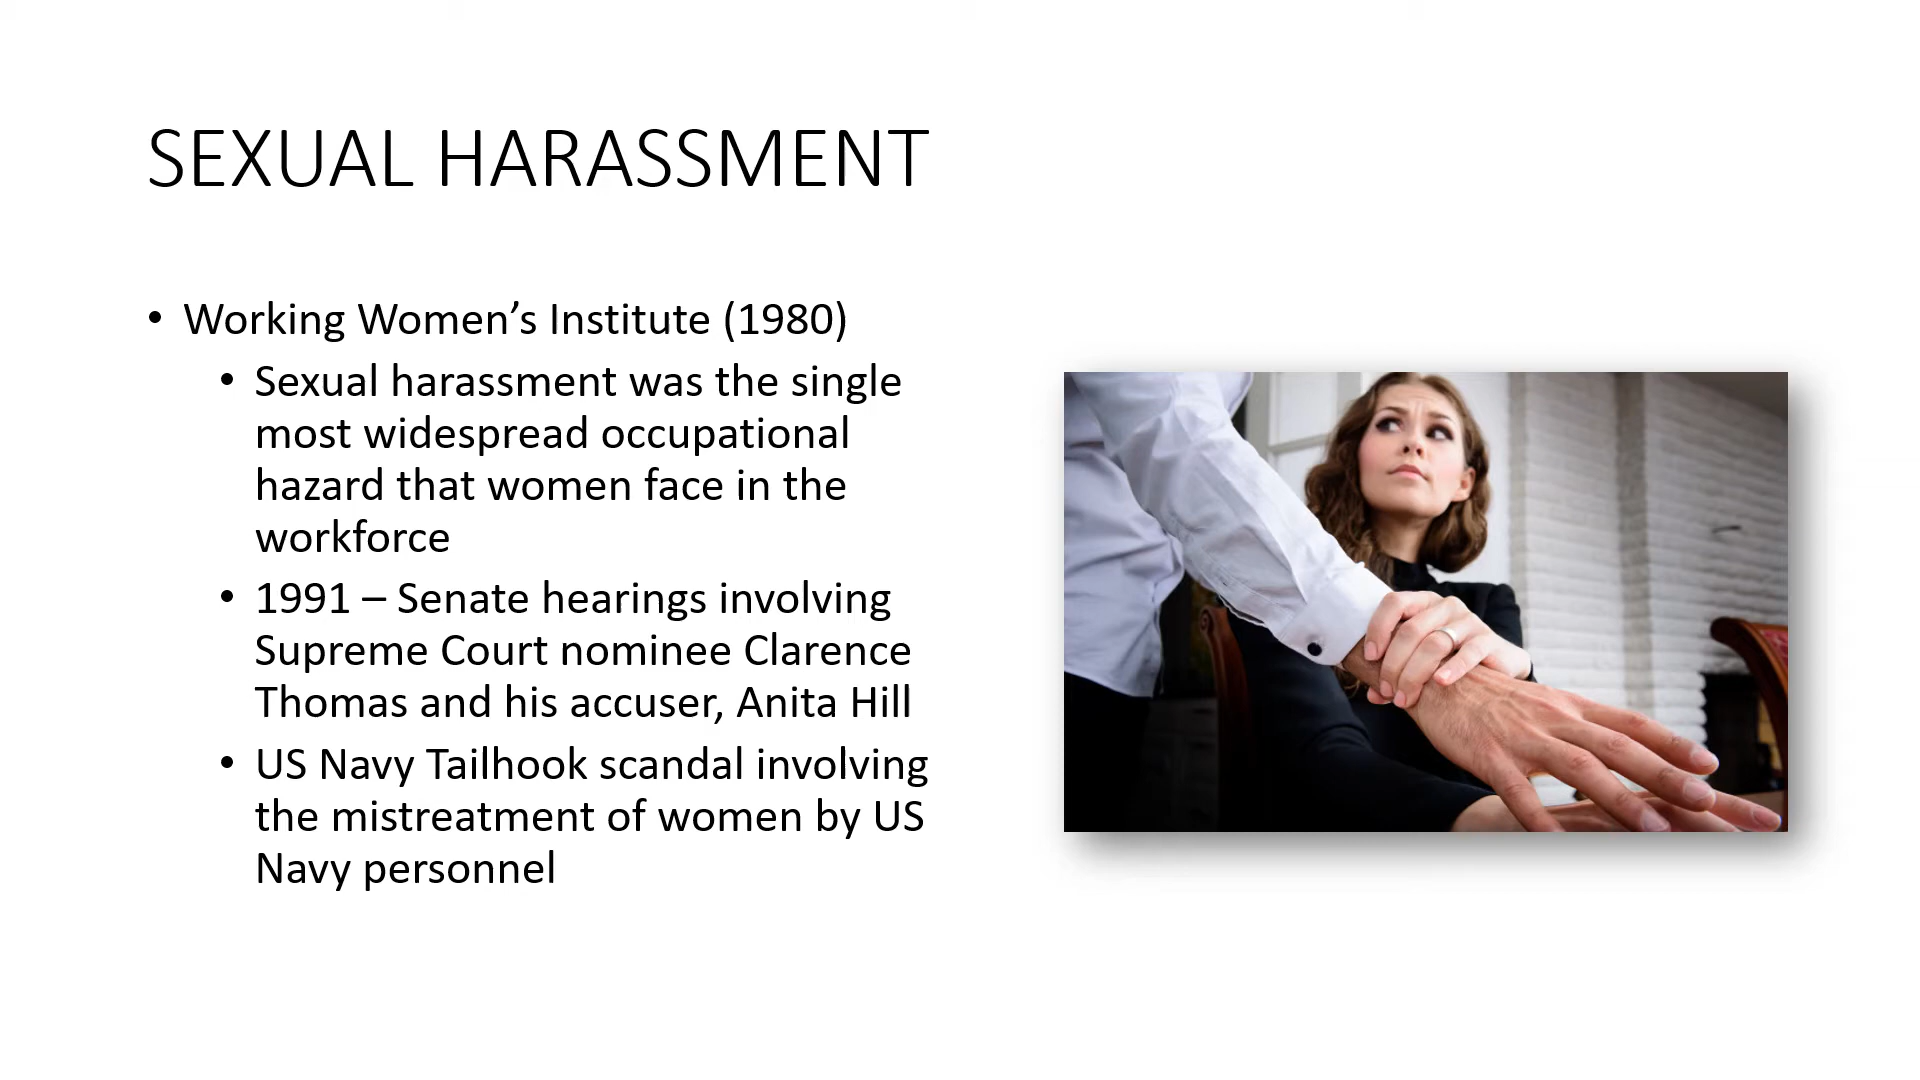 SEXUAL HARASSMENT
• Working Women’s Institute (1980)
• Sexual harassment was the single
most widespread occupational
hazard that women face in the
workforce
• 1991 – Senate hearings involving
Supreme Court nominee Clarence
Thomas and his accuser, Anita Hill
• US Navy Tailhook scandal involving
the mistreatment of women by US
Navy personnel